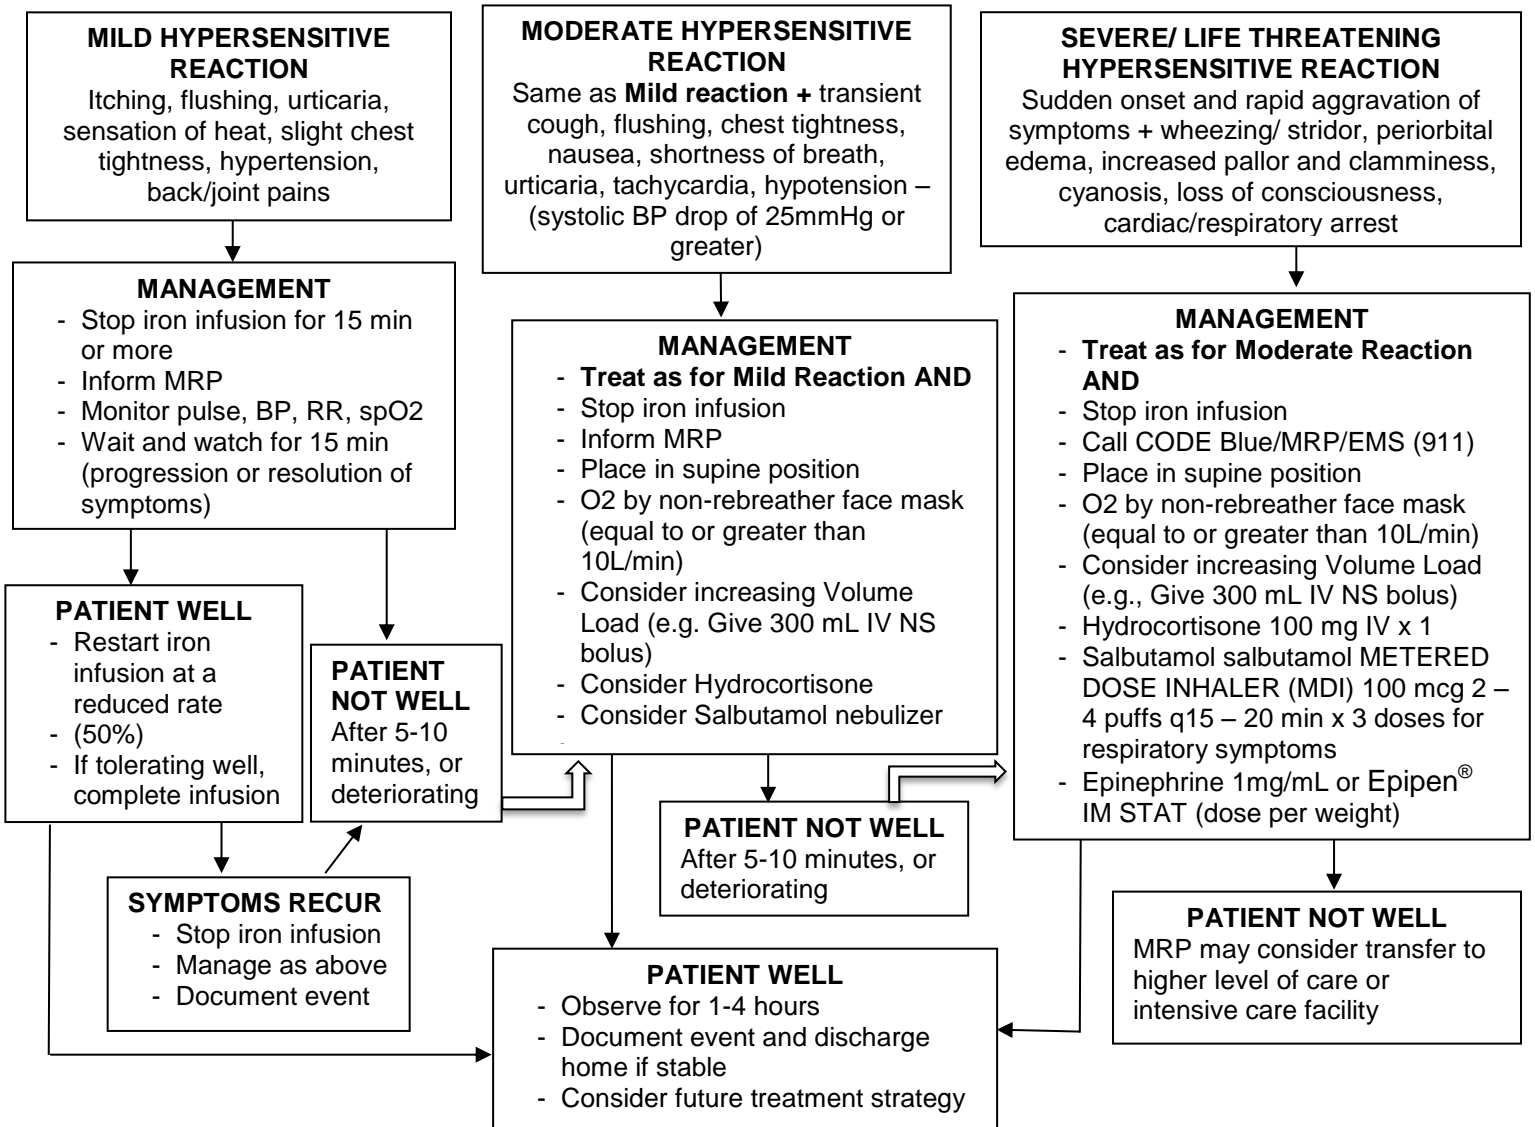 MILD HYPERSENSITIVE
REACTION
Itching, flushing, urticaria,
sensation of heat, slight chest
tightness, hypertension,
back/joint pains
MODERATE HYPERSENSITIVE
REACTION
Same as Mild reaction + transient
cough, flushing, chest tightness,
nausea, shortness of breath,
urticaria, tachycardia, hypotension –
(systolic BP drop of 25mmHg or
greater)
SEVERE/ LIFE THREATENING
HYPERSENSITIVE REACTION
Sudden onset and rapid aggravation of
symptoms + wheezing/ stridor, periorbital
edema, increased pallor and clamminess,
cyanosis, loss of consciousness,
cardiac/respiratory arrest
MANAGEMENT
- Stop iron infusion for 15 min
or more
- Inform MRP
- Monitor pulse, BP, RR, spO2
- Wait and watch for 15 min
(progression or resolution of
symptoms)
MANAGEMENT
- Treat as for Mild Reaction AND
- Stop iron infusion
- Inform MRP
- Place in supine position
- O2 by non-rebreather face mask
(equal to or greater than
10L/min)
- Consider increasing Volume
Load (e.g. Give 300 mL IV NS
bolus)
- Consider Hydrocortisone
- Consider Salbutamol nebulizer
-
MANAGEMENT
- Treat as for Moderate Reaction
AND
- Stop iron infusion
- Call CODE Blue/MRP/EMS (911)
- Place in supine position
- O2 by non-rebreather face mask
(equal to or greater than 10L/min)
- Consider increasing Volume Load
(e.g., Give 300 mL IV NS bolus)
- Hydrocortisone 100 mg IV x 1
- Salbutamol salbutamol METERED
DOSE INHALER (MDI) 100 mcg 2 –
4 puffs q15 – 20 min x 3 doses for
respiratory symptoms
- Epinephrine 1mg/mL or Epipen®
IM STAT (dose per weight)
PATIENT WELL
- Restart iron
infusion at a
reduced rate
- (50%)
- If tolerating well,
complete infusion
PATIENT
NOT WELL
After 5-10
minutes, or
deteriorating
PATIENT NOT WELL
After 5-10 minutes, or
deteriorating
SYMPTOMS RECUR
- Stop iron infusion
- Manage as above
- Document event
PATIENT WELL
- Observe for 1-4 hours
- Document event and discharge
home if stable
- Consider future treatment strategy
PATIENT NOT WELL
MRP may consider transfer to
higher level of care or
intensive care facility